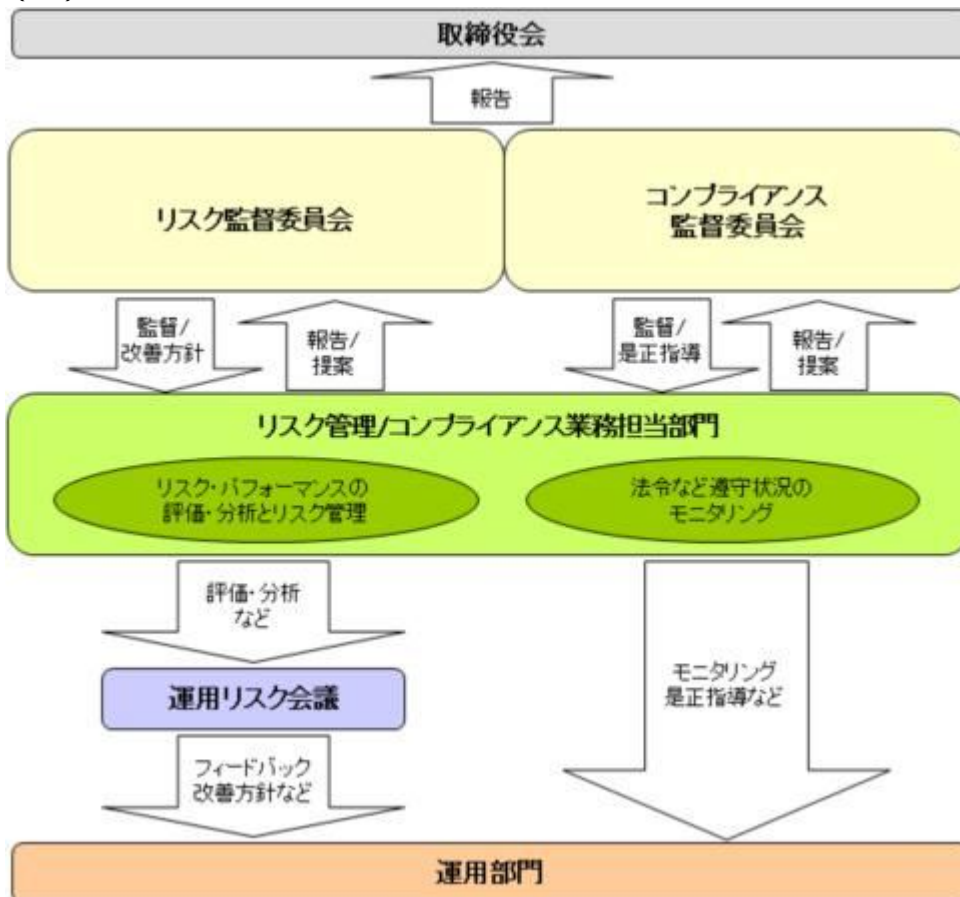 取締役会
報告
リスク監督委員会
コンプライアンス
監督委員会
監督/
改善方針
報告/
提案
監督/
是正指導
報告/
提案
リスク管理/コンプライアンス業務担当部門
リスク・パフォーマンスの
評価・分析とリスク管理
法令など遵守状況の
モニタリング
評価・分析
など
運用リスク会議
モニタリング
是正指導など
フィードバック
改善方針など
運用部門